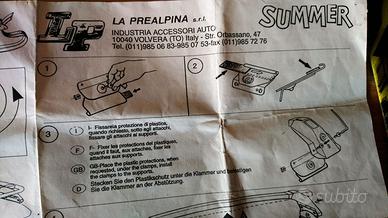 LP
LA PREALPINA s.r.l.
SUMMER
INDUSTRIA ACCESSORI AUTO
10040 VOLVERA (TO) Italy - Str. Orbassano, 47
Tel. (011)985 06 83-985 07 53-fax (011)985 72 76
1
2
3
I I- Fissarela protezione di plastica,
quando richiesto, sotto agli attacchi,
fissare gli attacchi ai supporti.
F F- Fixer les protections del plastiques,
quand il faut, aux attaches, fixer les
attaches aux supports.
GB GB-Place the plastic protections, when
requested, under the clamps, install
the clamps to the supports.
D Stecken Sie den Plastikschutz unter die Klammer und befestigen
Sie die Klammer an der Abstützung.
subito